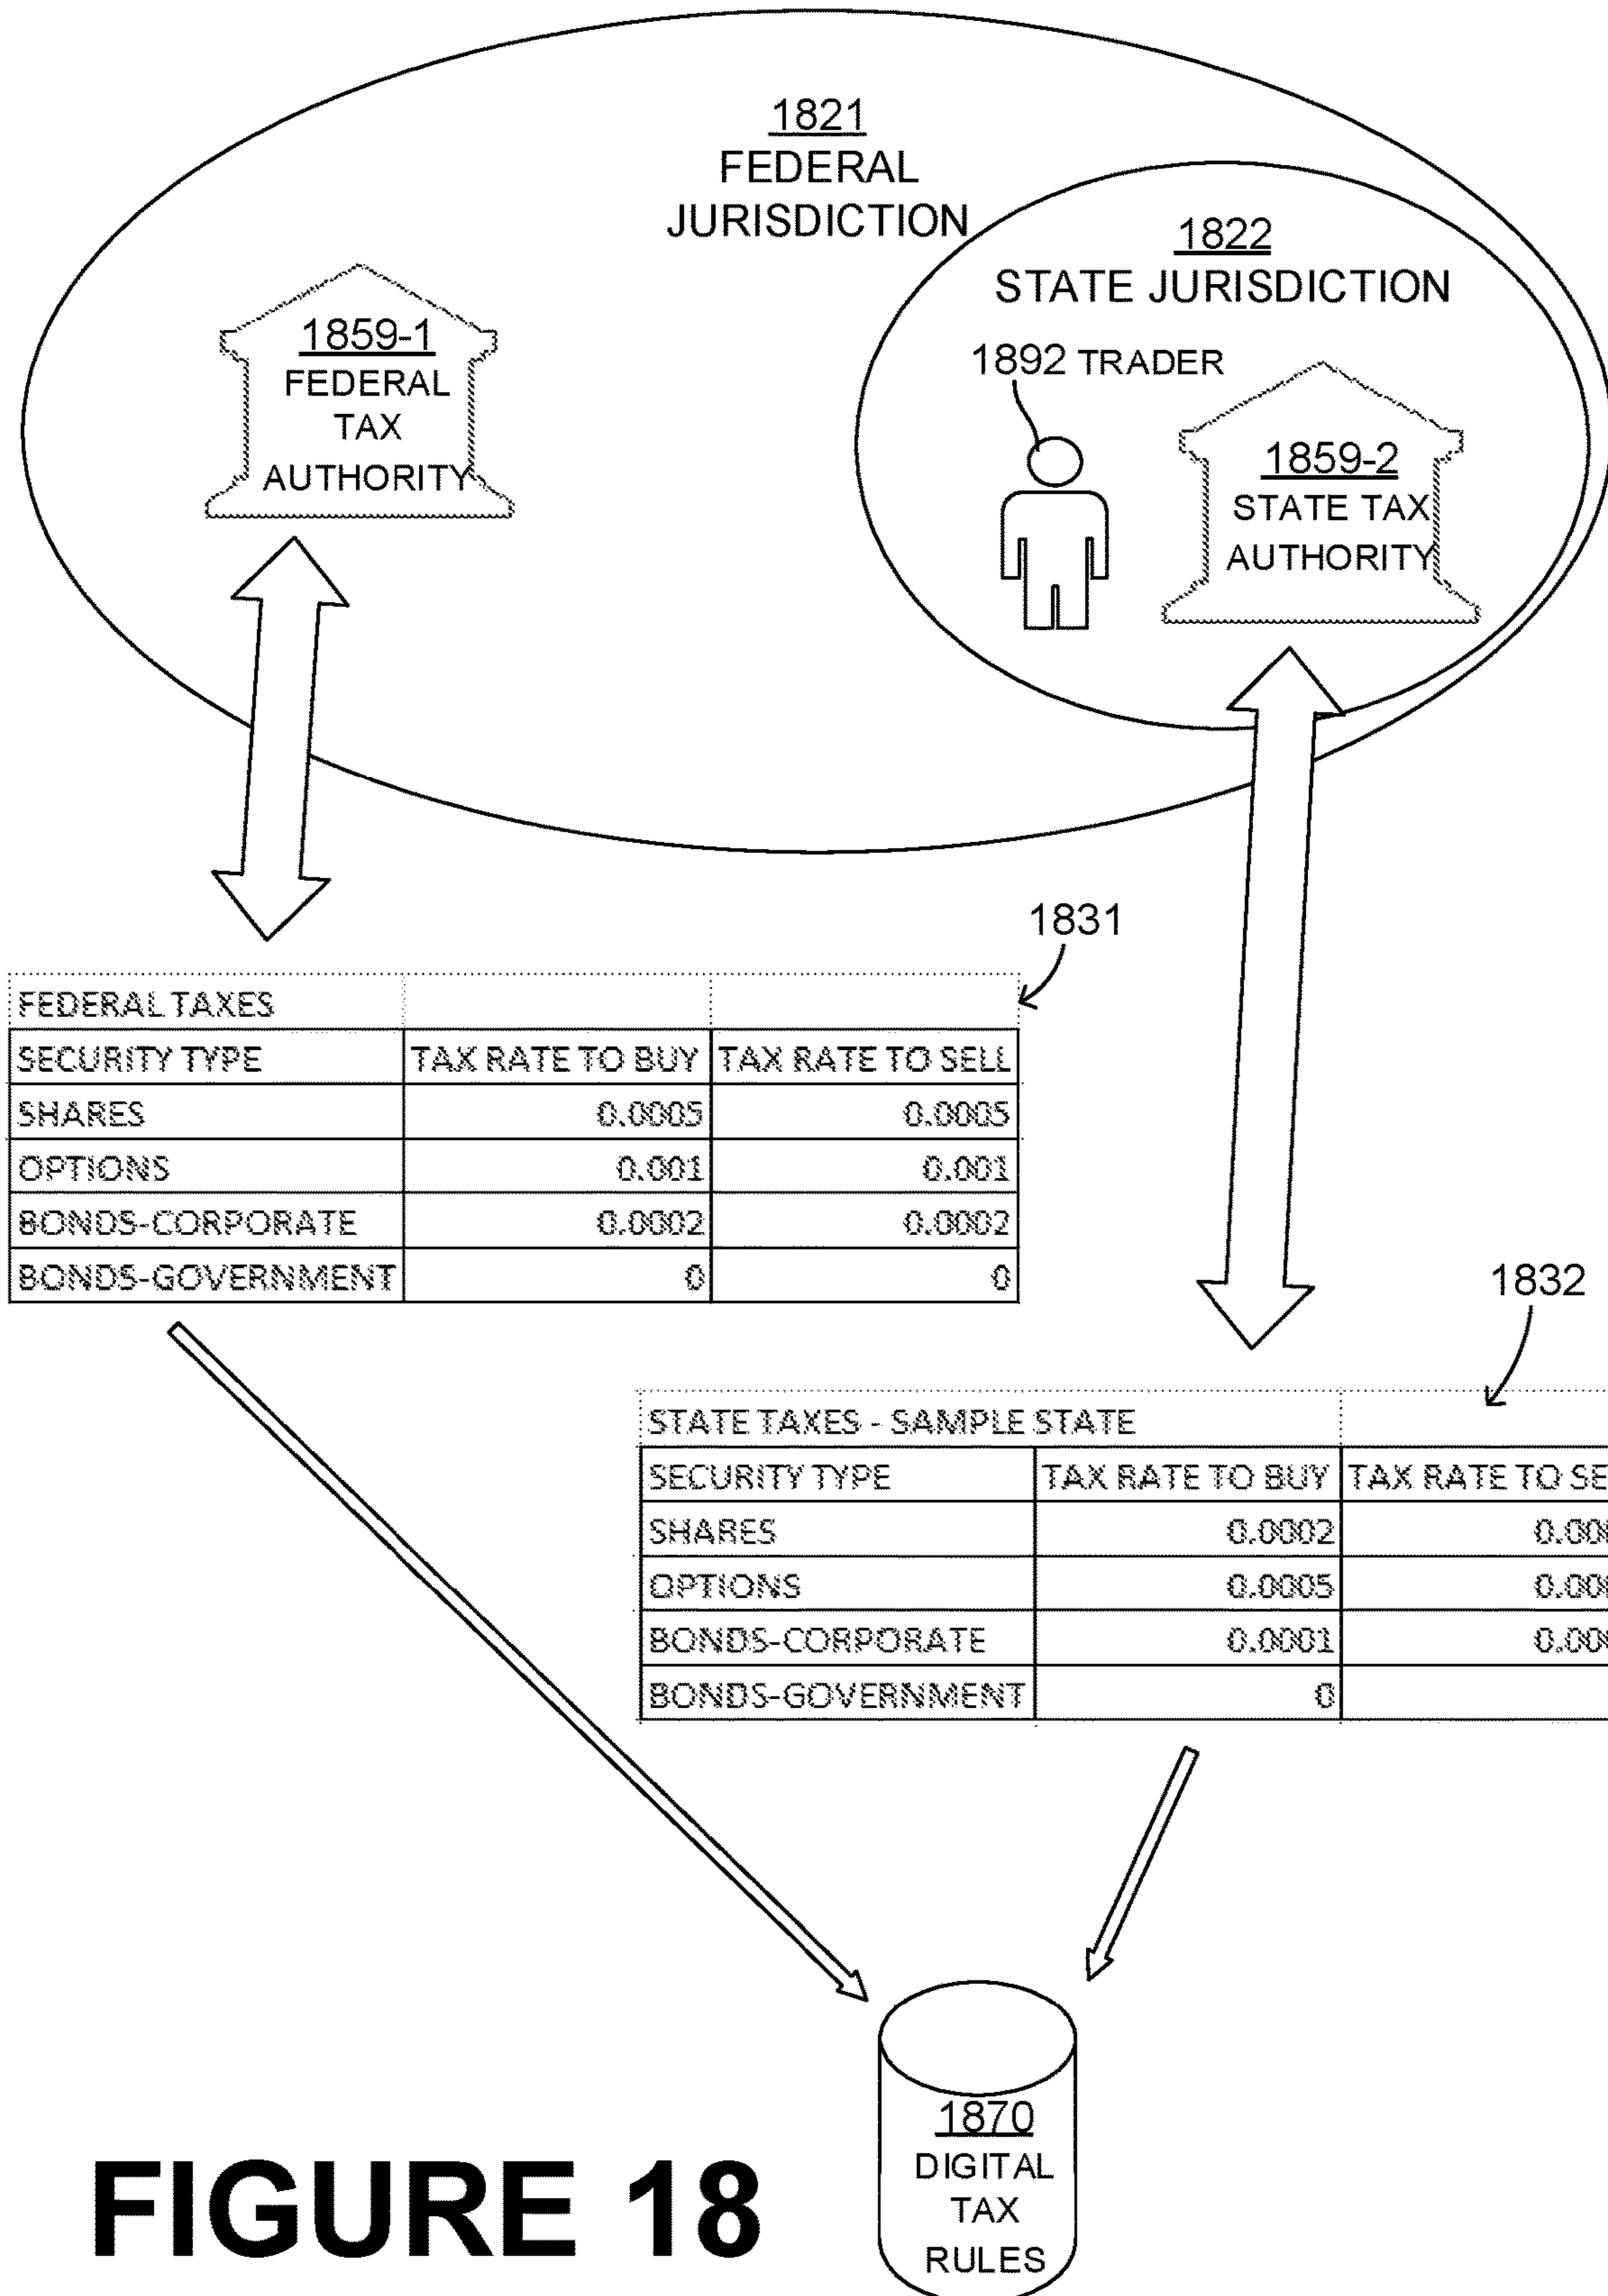 1821
FEDERAL
JURISDICTION
1822
STATE JURISDICTION
1859-1
FEDERAL
TAX
AUTHORITY
1892 TRADER
1859-2
STATE TAX
AUTHORITY
1831
FEDERAL TAXES
SECURITY TYPE TAX RATE TO BUY TAX RATE TO SELL
SHARES 0.0005 0.0005
OPTIONS 0.001 0.001
BONDS-CORPORATE 0.0002 0.0002
BONDS-GOVERNMENT 0 0
1832
STATE TAXES - SAMPLE STATE
SECURITY TYPE TAX RATE TO BUY TAX RATE TO
SHARES 0.0002
OPTIONS 0.0005
BONDS-CORPORATE 0.0001
BONDS-GOVERNMENT 0
1870
DIGITAL
TAX
RULES
FIGURE 18